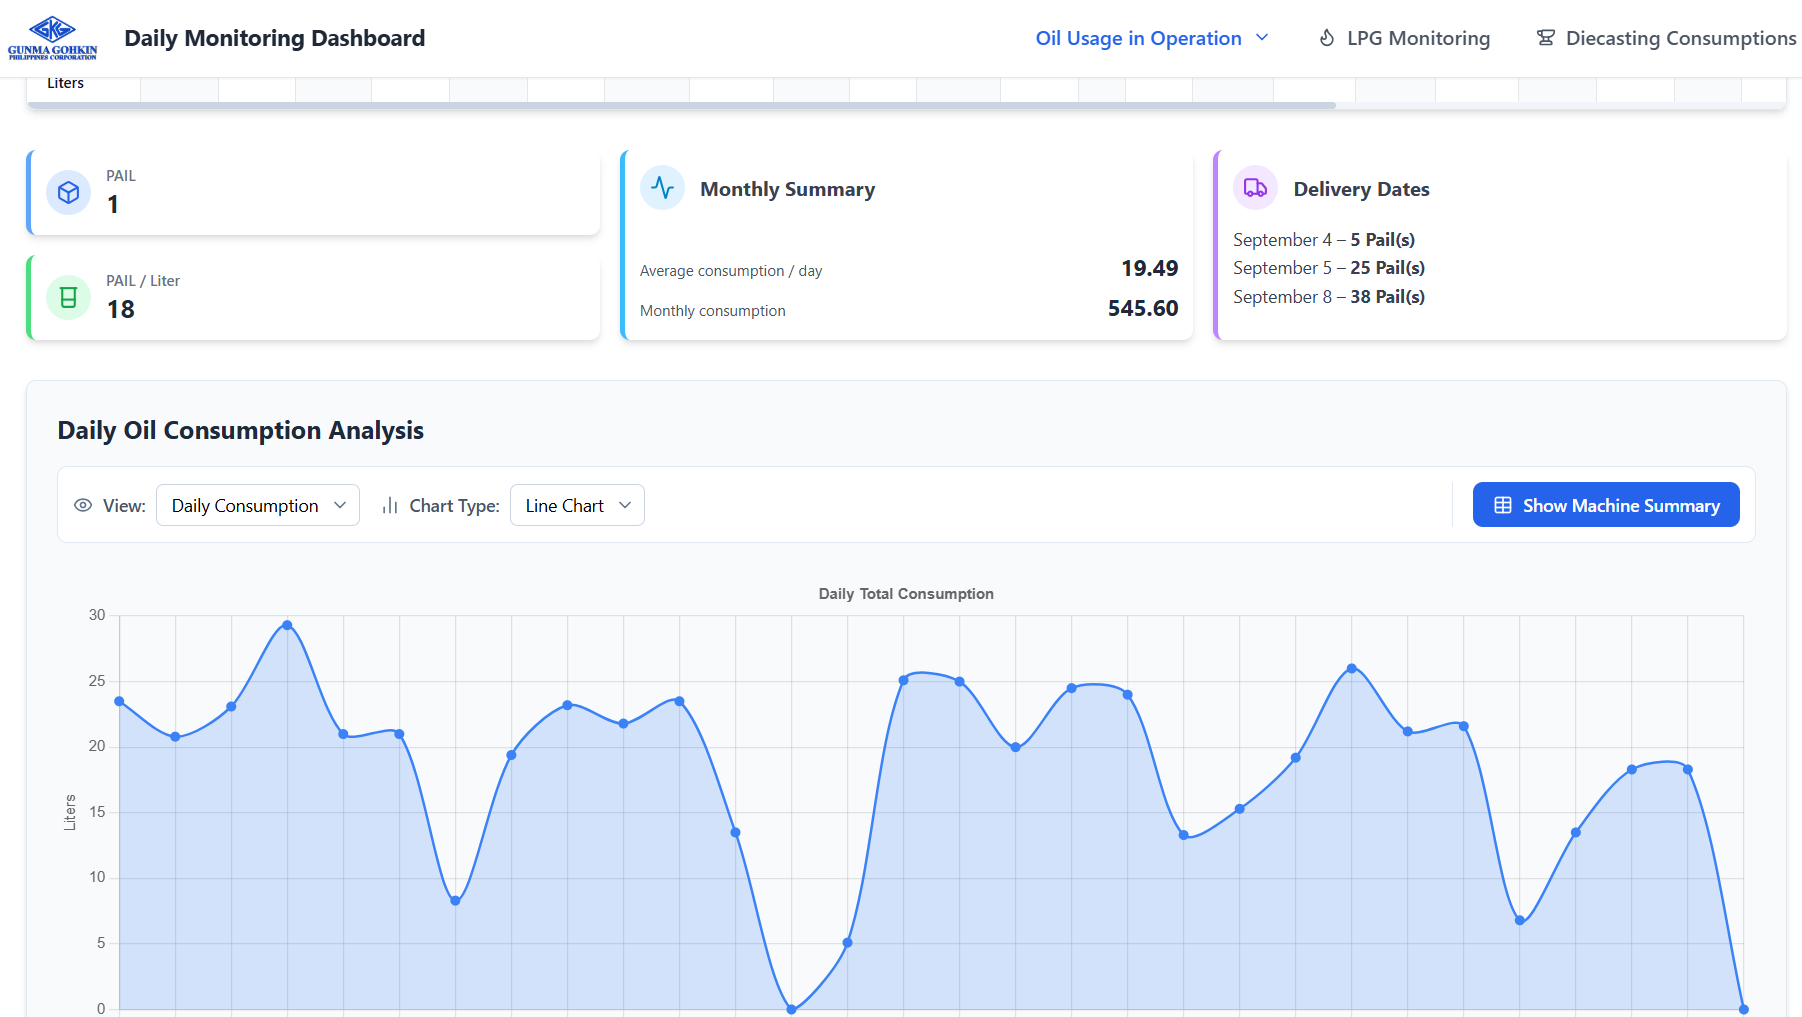 GKG
GUNMA GOHKIN
PHILIPPINES CORPORATION
Daily Monitoring Dashboard
Oil Usage in Operation
LPG Monitoring
Diecasting Consumptions
Liters
PAIL
1
PAIL / Liter
18
Monthly Summary
Average consumption / day
19.49
Monthly consumption
545.60
Delivery Dates
September 4 – 5 Pail(s)
September 5 – 25 Pail(s)
September 8 – 38 Pail(s)
Daily Oil Consumption Analysis
View:
Daily Consumption
Chart Type:
Line Chart
Show Machine Summary
Daily Total Consumption
30
25
20
15
10
5
0
Liters